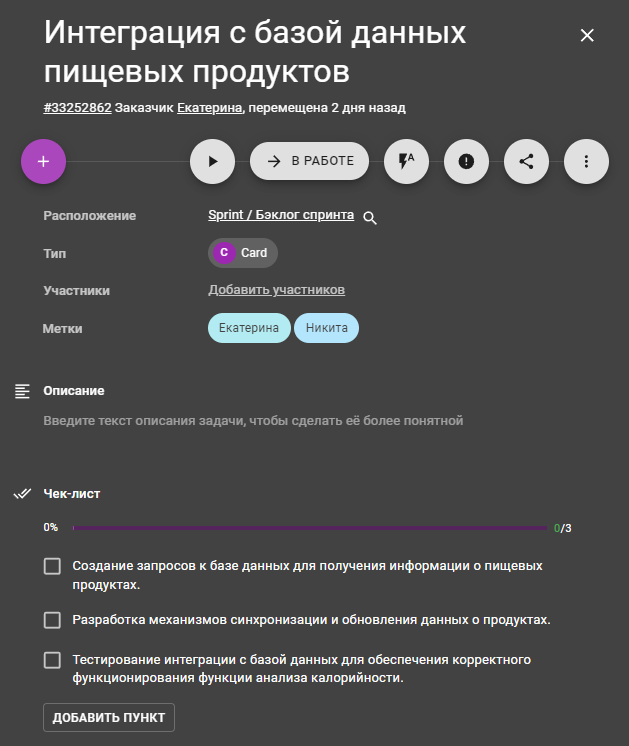 Интеграция с базой данных
пищевых продуктов
#33252862 Заказчик Екатерина, перемещена 2 дня назад
В РАБОТЕ
A
Расположение
Sprint / Бэклог спринта
Тип
C Card
Участники
Добавить участников
Метки
Екатерина Никита
Описание
Введите текст описания задачи, чтобы сделать её более понятной
Чек-лист
0% 0/3
Создание запросов к базе данных для получения информации о пищевых
продуктах.
Разработка механизмов синхронизации и обновления данных о продуктах.
Тестирование интеграции с базой данных для обеспечения корректного
функционирования функции анализа калорийности.
ДОБАВИТЬ ПУНКТ